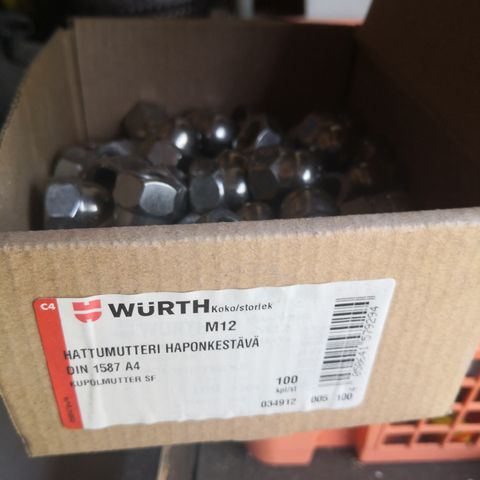 C4
WÜRTH Koko/storlek
M12
HATTUMUTTERI HAPONKESTÄVÄ
DIN 1587 A4
KUPOLMUTTER SF
100
kpl/st
034912 005 100